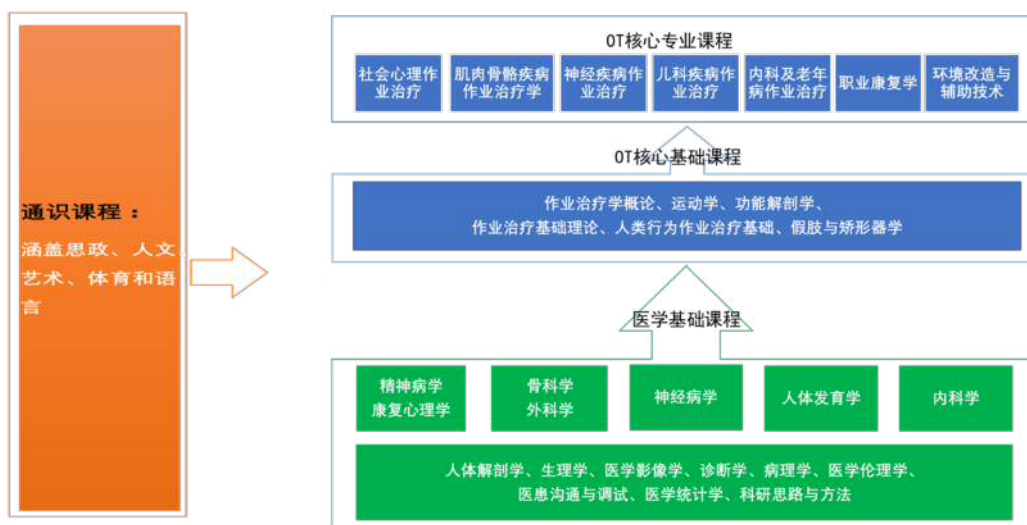 通识课程：
涵盖思政、人文
艺术、体育和语
言
OT核心专业课程
社会心理作
业治疗
肌肉骨骼疾病
作业治疗学
神经疾病作
业治疗
儿科疾病作
业治疗
内科及老年
病作业治疗
职业康复学
环境改造与
辅助技术
OT核心基础课程
作业治疗学概论、运动学、功能解剖学、
作业治疗基础理论、人类行为作业治疗基础、假肢与矫形器学
医学基础课程
精神病学
康复心理学
骨科学
外科学
神经病学
人体发育学
内科学
人体解剖学、生理学、医学影像学、诊断学、病理学、医学伦理学、
医患沟通与调试、医学统计学、科研思路与方法